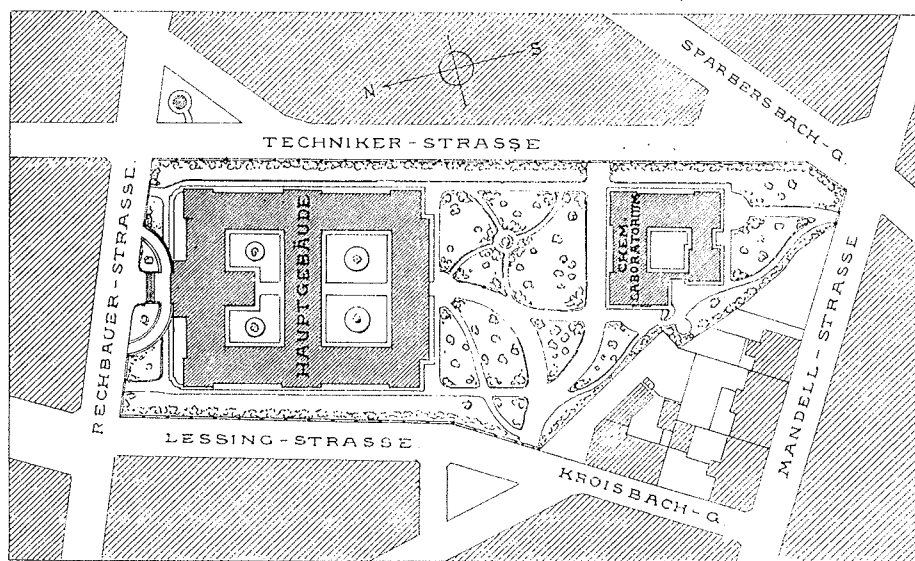 SPARBERSBACH-G.
N
S
TECHNIKER-STRASSE
RECHBAUER-STRASSE
HAUPTGEBÄUDE
CHEM.
LABORATORIUM
MANDELL-STRASSE
LESSING-STRASSE
KROISBACH-G.